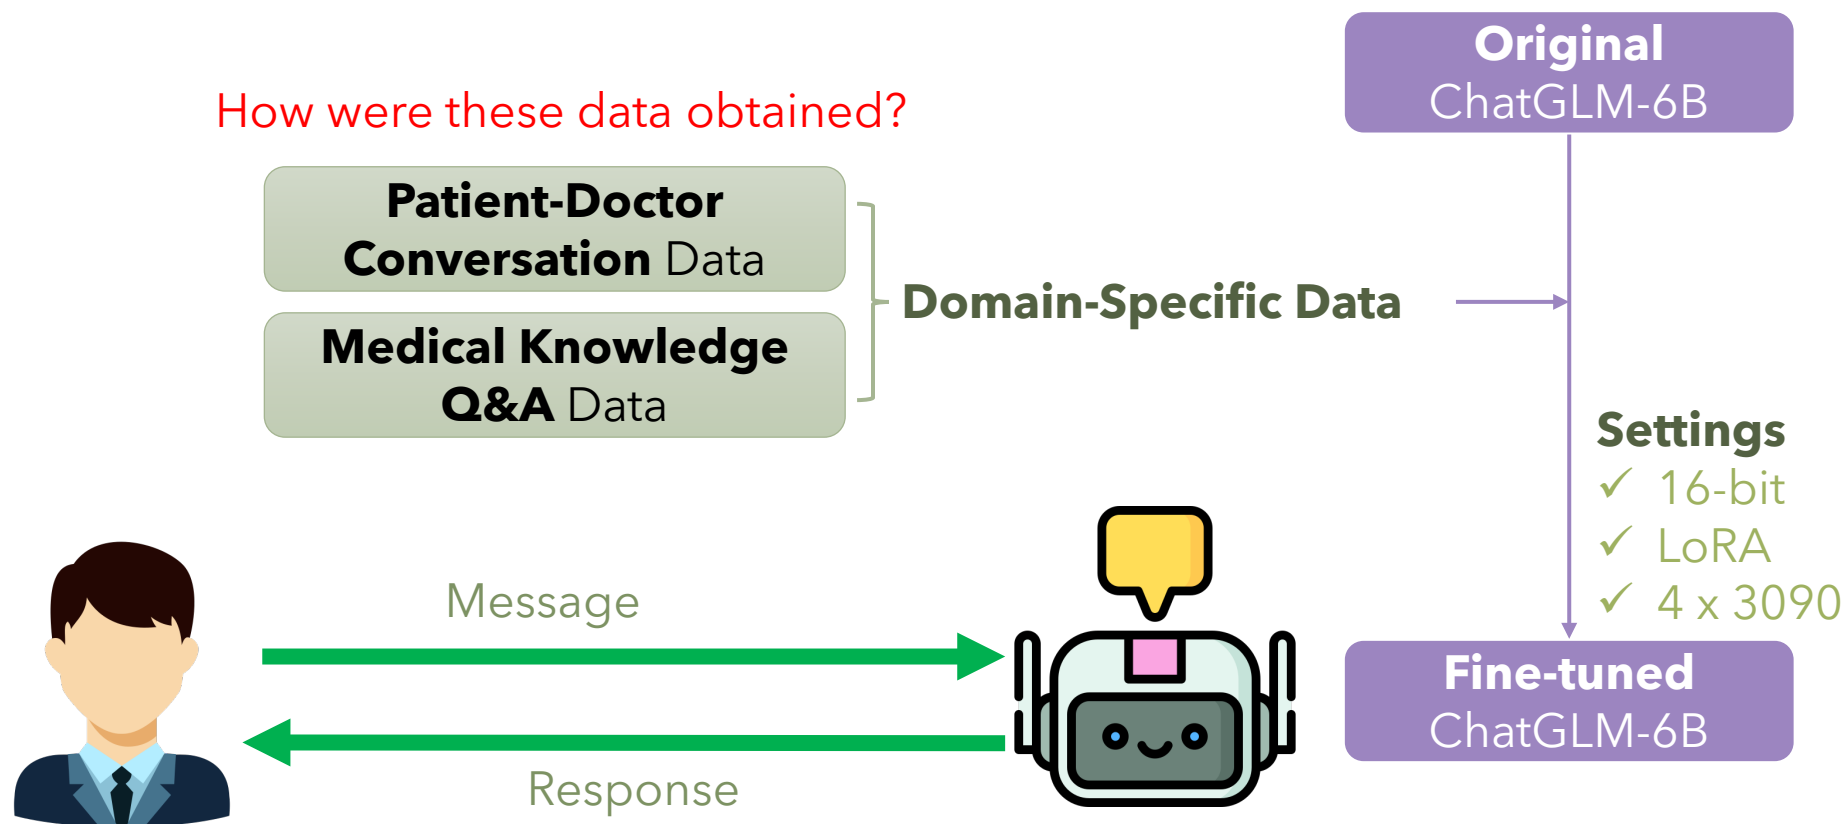 Original
ChatGLM-6B
How were these data obtained?
Patient-Doctor
Conversation Data
Medical Knowledge
Q&A Data
Domain-Specific Data
Settings
✓ 16-bit
✓ LoRA
✓ 4 x 3090
Message
Response
Fine-tuned
ChatGLM-6B